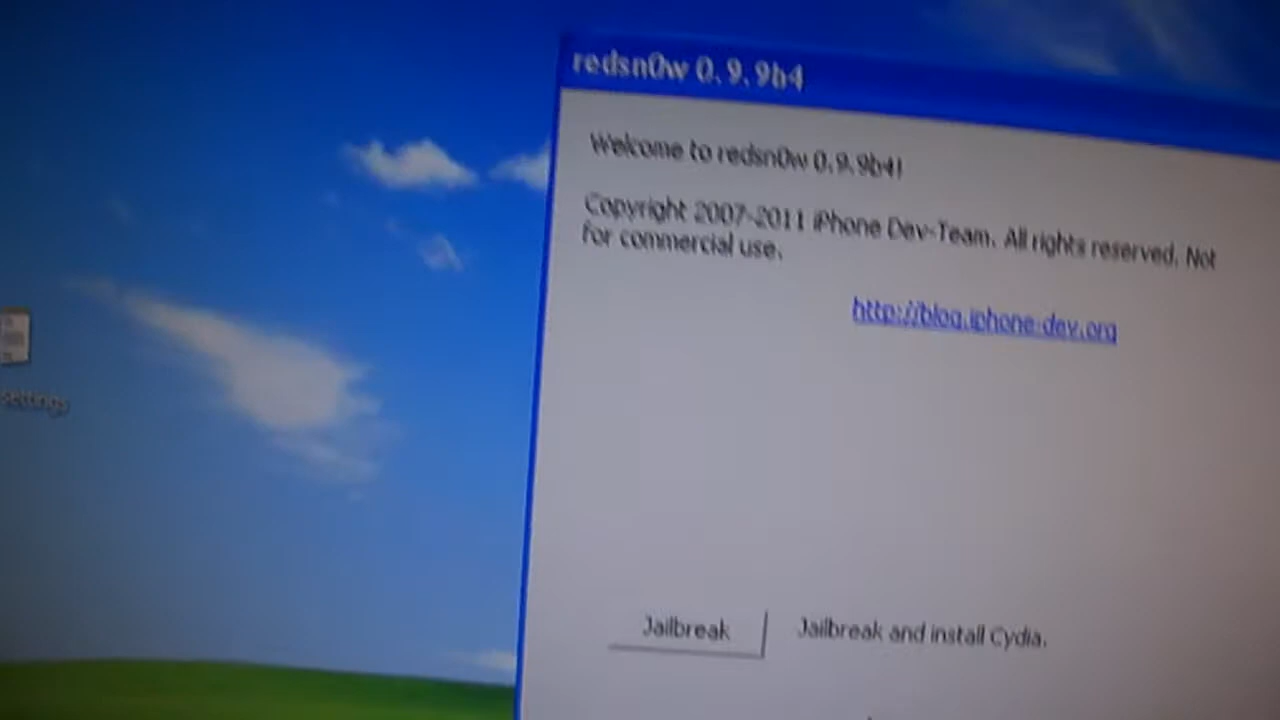 redsn0w 0.9.9b4
Welcome to redsn0w 0.9.9b4!
Copyright 2007-2011 iPhone Dev-Team. All rights reserved. Not
for commercial use.
http://blog.iphone-dev.org
settings
Jailbreak
Jailbreak and install Cydia.